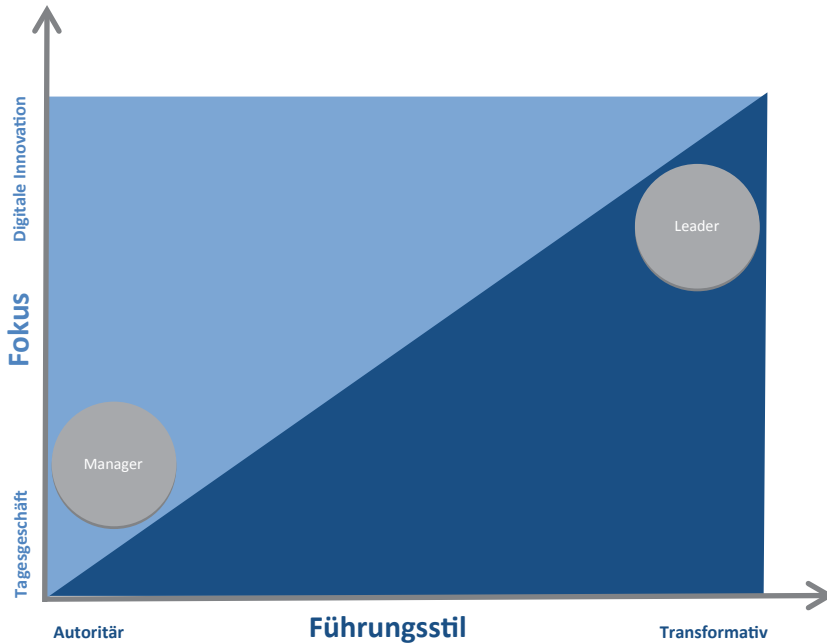 Digitale Innovation
Fokus
Tagesgeschäft
Leader
Manager
Autoritär
Führungsstil
Transformativ